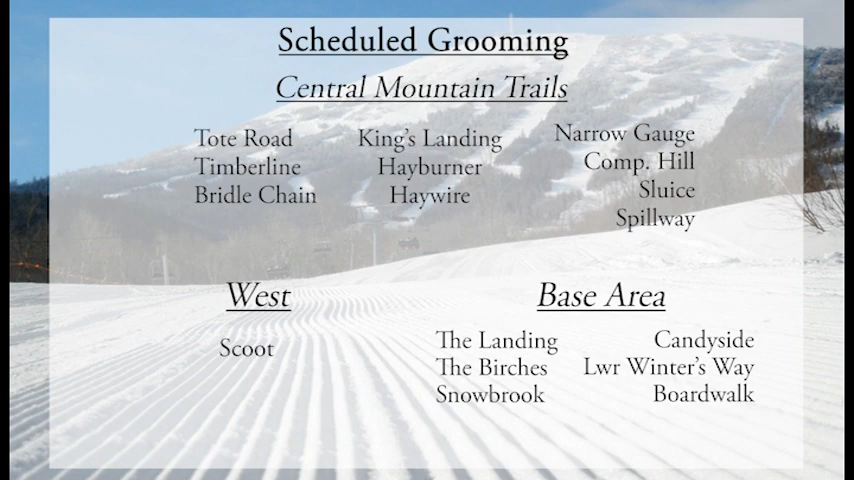 Scheduled Grooming
Central Mountain Trails
Tote Road
Timberline
Bridle Chain
King's Landing
Hayburner
Haywire
Narrow Gauge
Comp. Hill
Sluice
Spillway
West
Scoot
Base Area
The Landing
The Birches
Snowbrook
Candyside
Lwr Winter's Way
Boardwalk